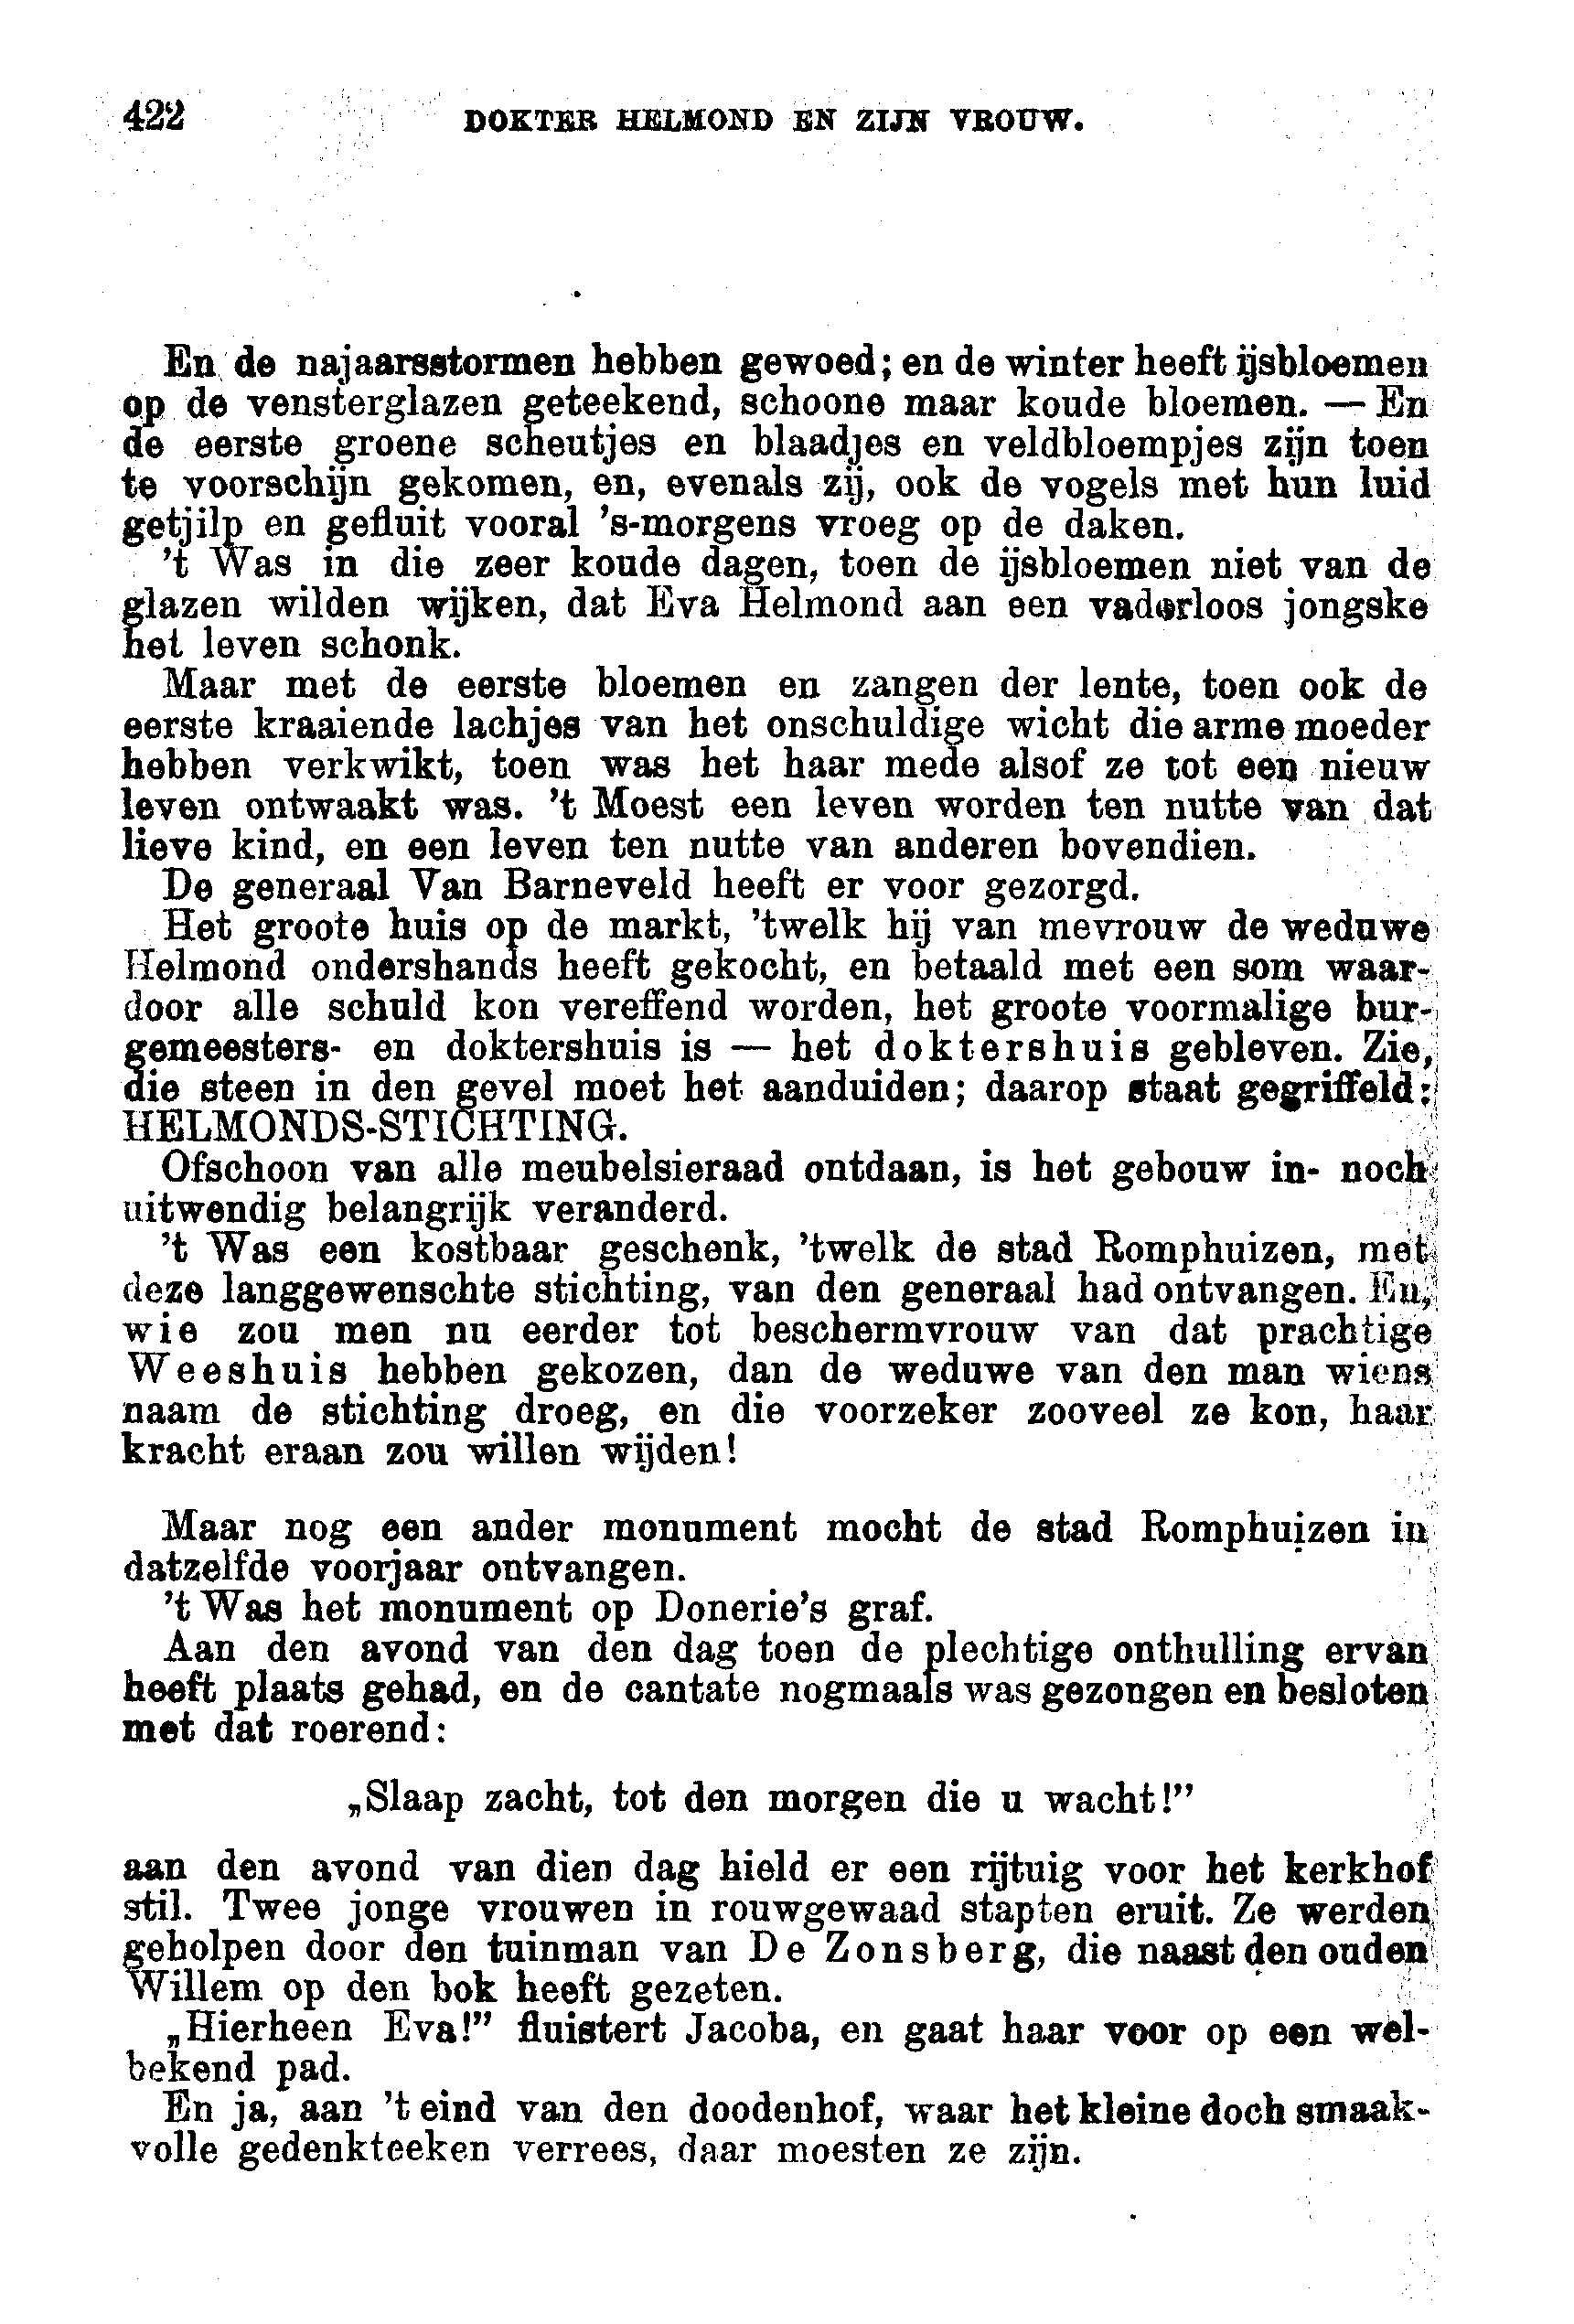 422 DOKTER HELMOND EN ZIJN VROUW.
En de najaarsstormen hebben gewoed; en de winter heeft ijsbloemen
op de vensterglazen geteekend, schoone maar koude bloemen. — En
de eerste groene scheutjes en blaadjes en veldbloempjes zijn toen
te voorschijn gekomen, en, evenals zij, ook de vogels met hun luid
getjilp en gefluit vooral 's-morgens vroeg op de daken.
't Was in die zeer koude dagen, toen de ijsbloemen niet van de
glazen wilden wijken, dat Eva Helmond aan een vaderloos jongske
het leven schonk.
Maar met de eerste bloemen en zangen der lente, toen ook de
eerste kraaiende lachjes van het onschuldige wicht die arme moeder
hebben verkwikt, toen was het haar mede alsof ze tot een nieuw
leven ontwaakt was. 't Moest een leven worden ten nutte van dat
lieve kind, en een leven ten nutte van anderen bovendien.
De generaal Van Barneveld heeft er voor gezorgd.
Het groote huis op de markt, 'twelk hij van mevrouw de weduwe
Helmond ondershands heeft gekocht, en betaald met een som waar-
door alle schuld kon vereffend worden, het groote voormalige bur-
gemeesters- en doktershuis is — het doktershuis gebleven. Zie,
die steen in den gevel moet het aanduiden; daarop staat gegriffeld:
HELMONDS-STICHTING.
Ofschoon van alle meubelsieraad ontdaan, is het gebouw in- noch
uitwendig belangrijk veranderd.
't Was een kostbaar geschenk, 'twelk de stad Romphuizen, met
deze langgewenschte stichting, van den generaal had ontvangen. En,
wie zou men nu eerder tot beschermvrouw van dat prachtige
Weeshuis hebben gekozen, dan de weduwe van den man wiens
naam de stichting droeg, en die voorzeker zooveel ze kon, haar
kracht eraan zou willen wijden!
Maar nog een ander monument mocht de stad Romphuizen in
datzelfde voorjaar ontvangen.
't Was het monument op Donerie's graf.
Aan den avond van den dag toen de plechtige onthulling ervan
heeft plaats gehad, en de cantate nogmaals was gezongen en besloten
met dat roerend:
„Slaap zacht, tot den morgen die u wacht!”
aan den avond van dien dag hield er een rijtuig voor het kerkhof
stil. Twee jonge vrouwen in rouwgewaad stapten eruit. Ze werden
geholpen door den tuinman van De Zonsberg, die naast den ouden
Willem op den bok heeft gezeten.
„Hierheen Eva!” fluistert Jacoba, en gaat haar voor op een wel-
bekend pad.
En ja, aan 't eind van den doodenhof, waar het kleine doch smaak-
volle gedenkteeken verrees, daar moesten ze zijn.